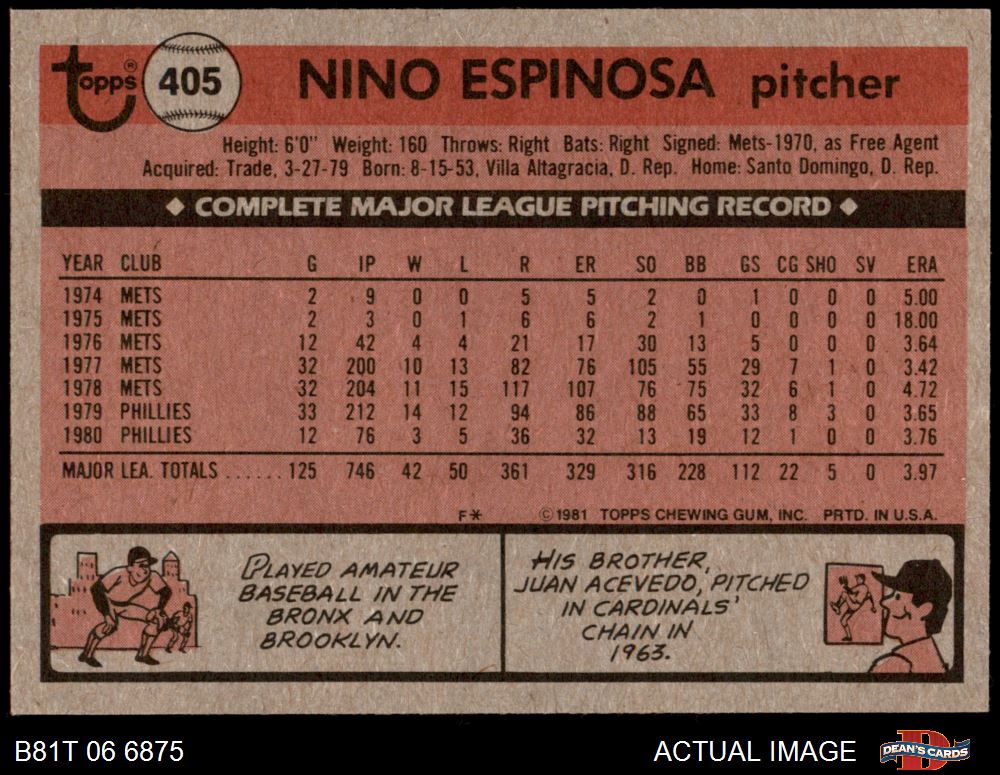 Topps® 405 NINO ESPINOSA pitcher
Height: 6'0" Weight: 160 Throws: Right Bats: Right Signed: Mets-1970, as Free Agent
Acquired: Trade, 3-27-79 Born: 8-15-53, Villa Altagracia, D. Rep. Home: Santo Domingo, D. Rep.
◆ COMPLETE MAJOR LEAGUE PITCHING RECORD ◆
YEAR CLUB G IP W L R ER SO BB GS CG SHO SV ERA
1974 METS 2 9 0 0 5 5 2 0 1 0 0 0 5.00
1975 METS 2 3 0 1 6 6 2 1 0 0 0 0 18.00
1976 METS 12 42 4 4 21 17 30 13 5 0 0 0 3.64
1977 METS 32 200 10 13 82 76 105 55 29 7 1 0 3.42
1978 METS 32 204 11 15 117 107 76 75 32 6 1 0 4.72
1979 PHILLIES 33 212 14 12 94 86 88 65 33 8 3 0 3.65
1980 PHILLIES 12 76 3 5 36 32 13 19 12 1 0 0 3.76
MAJOR LEA. TOTALS ...... 125 746 42 50 361 329 316 228 112 22 5 0 3.97
F* © 1981 TOPPS CHEWING GUM, INC. PRTD. IN U.S.A.
PLAYED AMATEUR
BASEBALL IN THE
BRONX AND
BROOKLYN.
HIS BROTHER,
JUAN ACEVEDO, PITCHED
IN CARDINALS'
CHAIN IN
1963.
B81T 06 6875 ACTUAL IMAGE DEAN'S CARDS